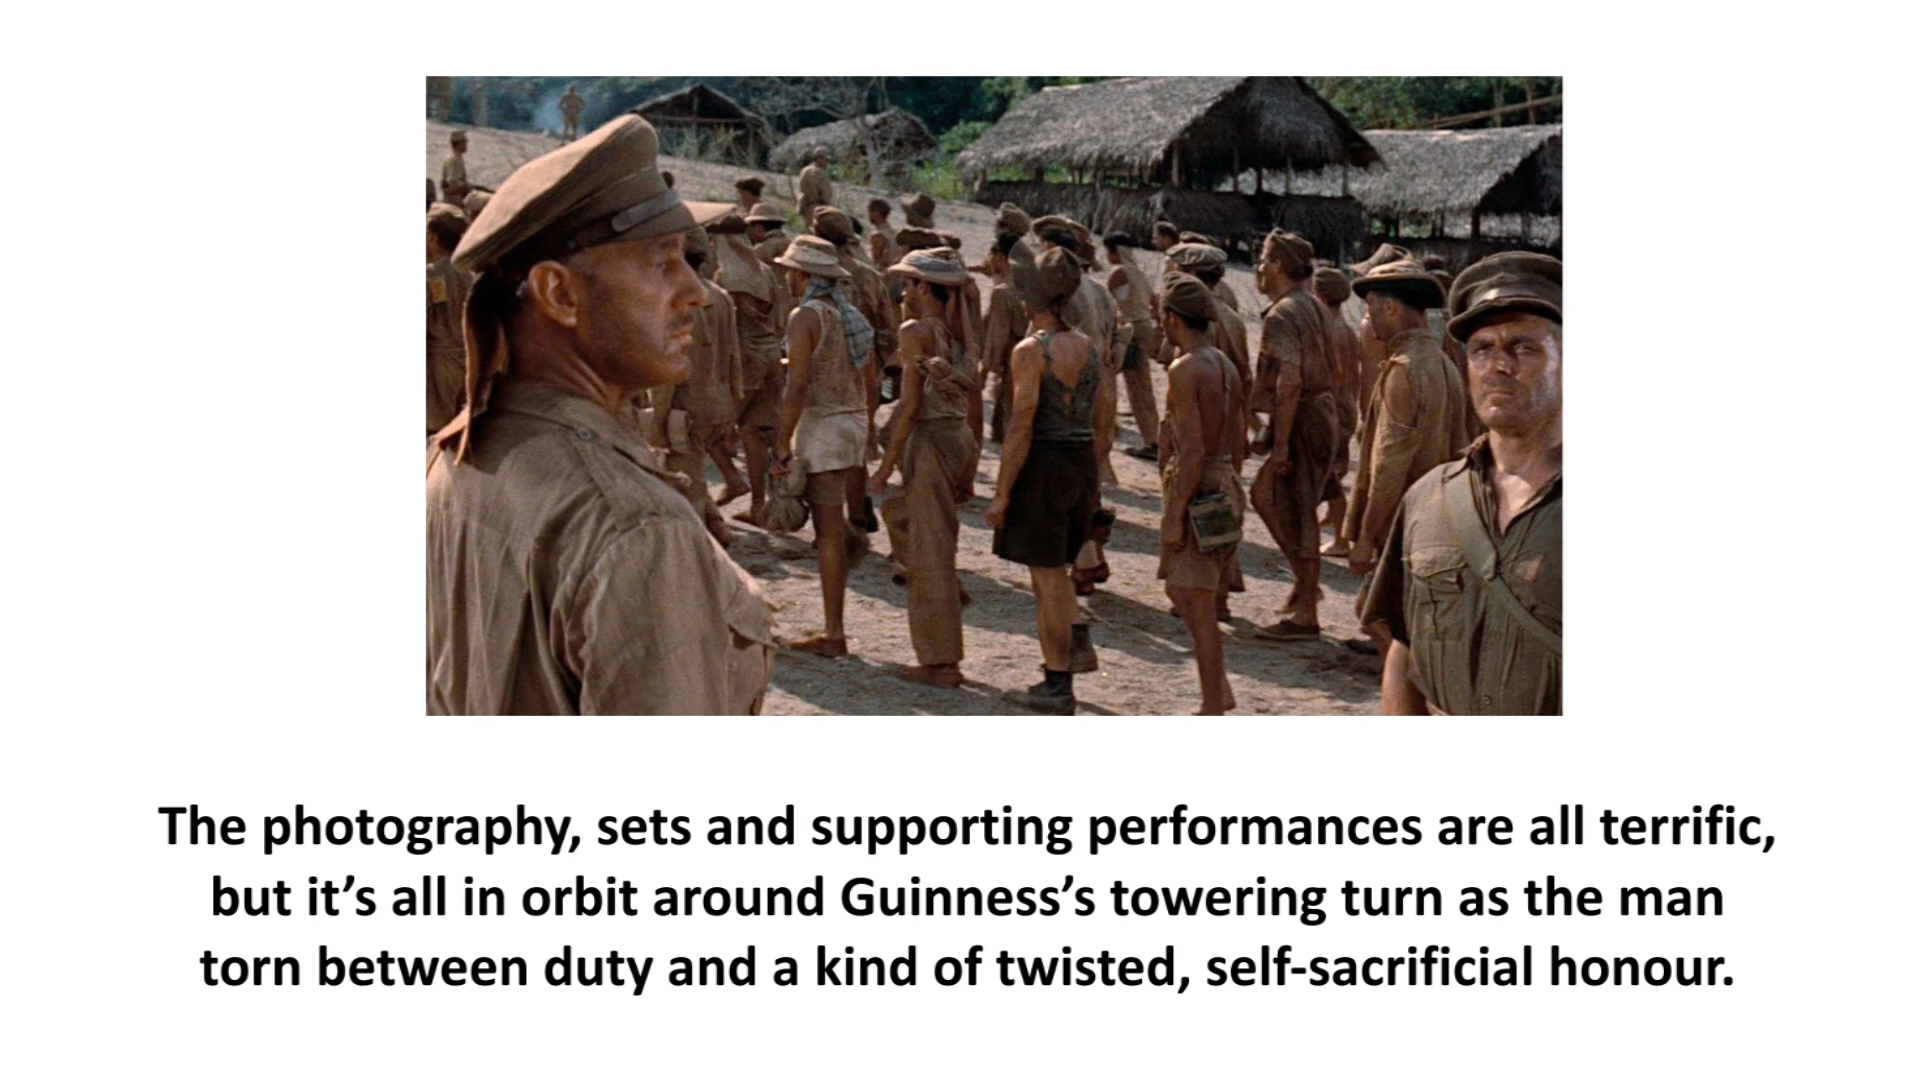 The photography, sets and supporting performances are all terrific,
but it’s all in orbit around Guinness’s towering turn as the man
torn between duty and a kind of twisted, self-sacrificial honour.